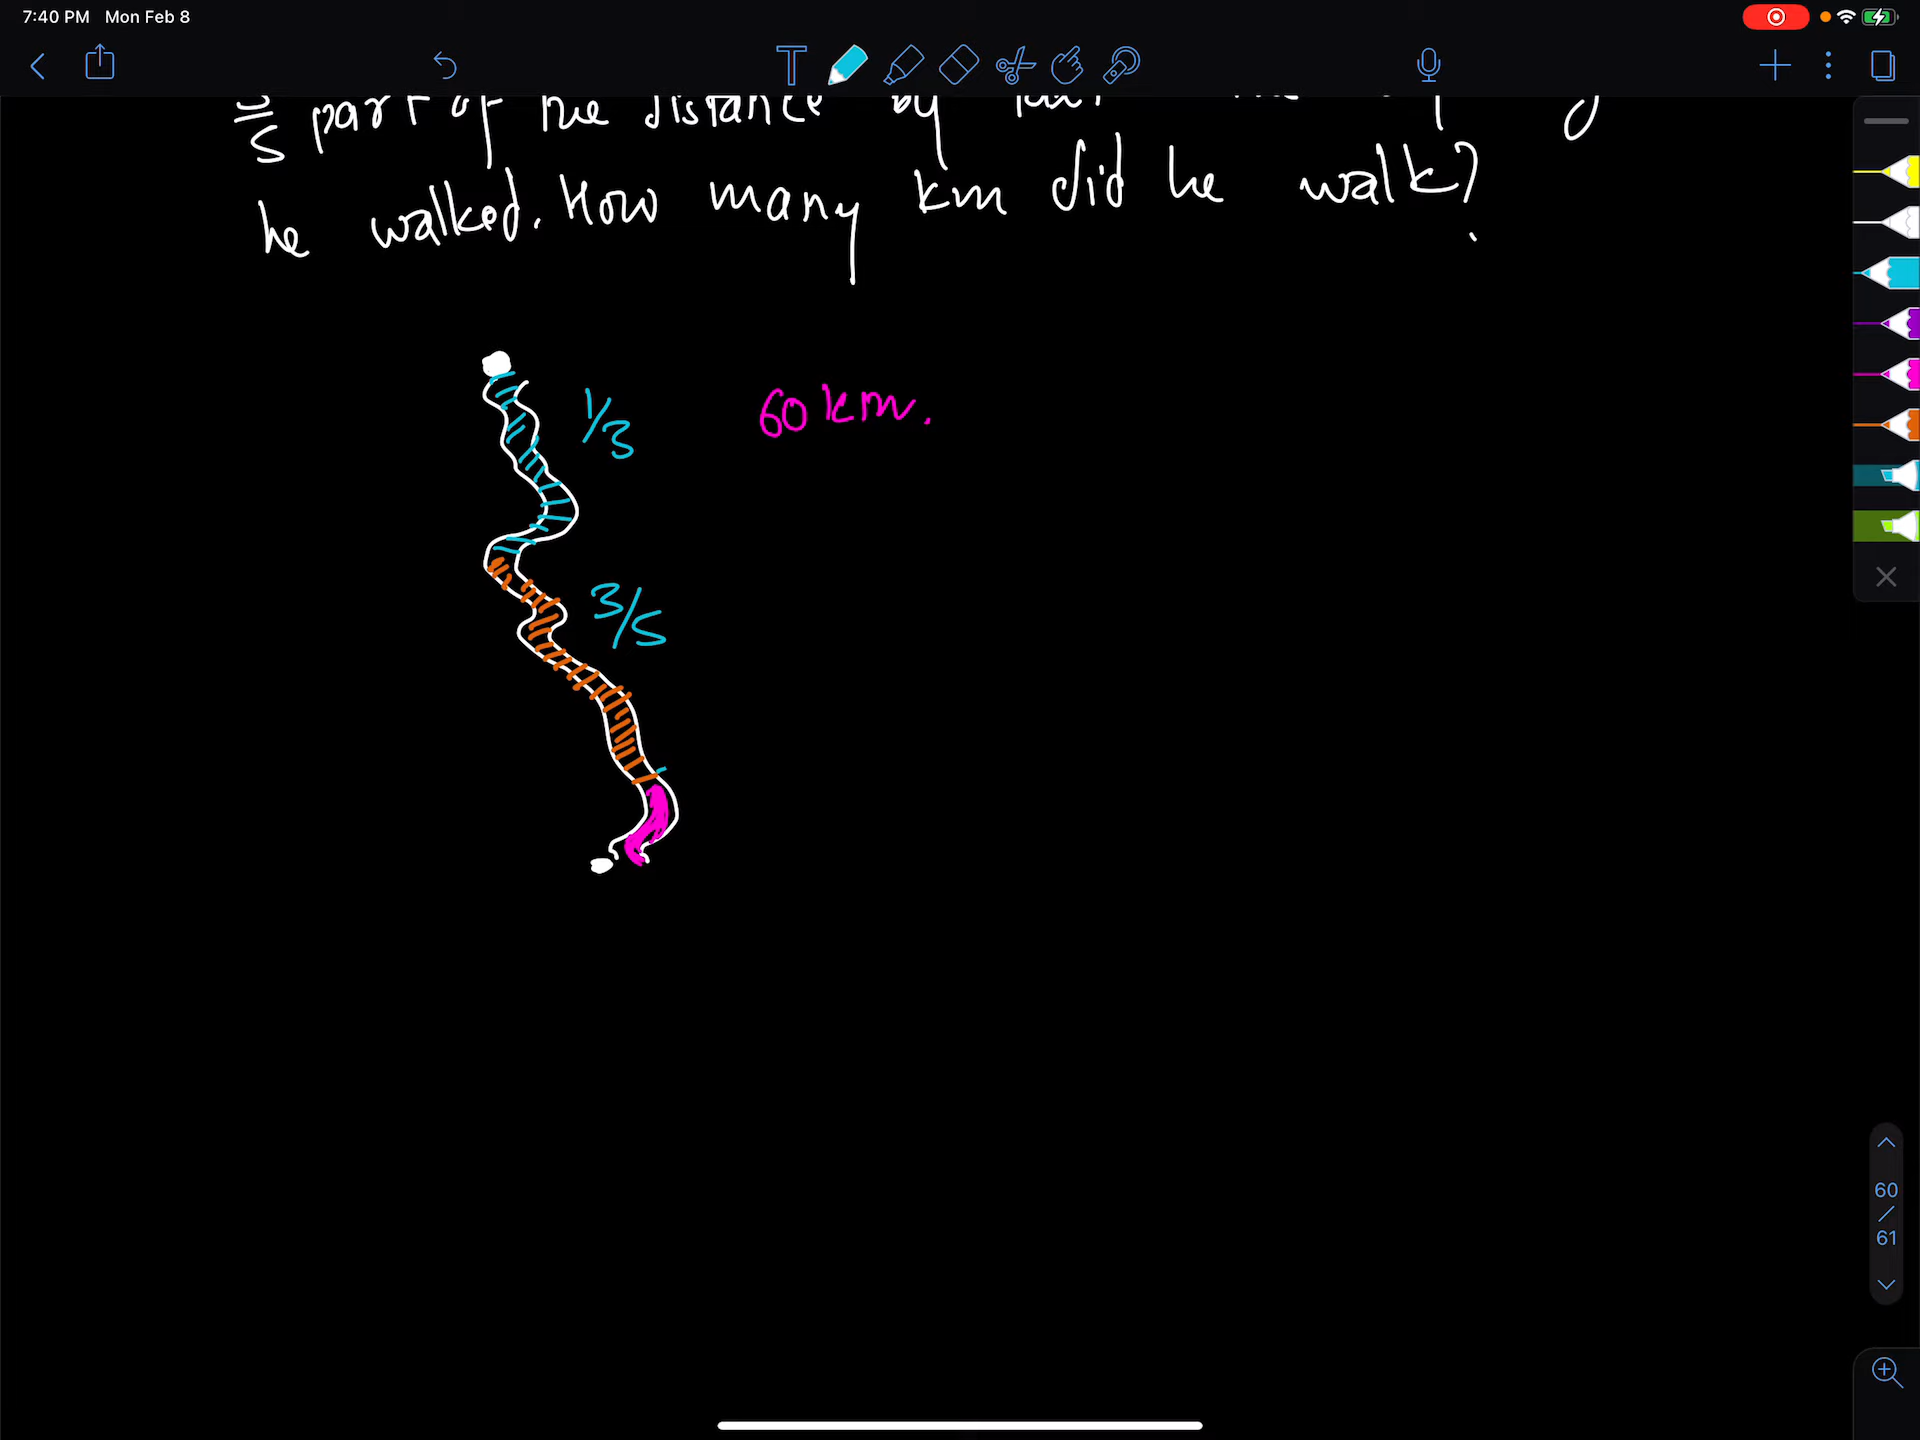 7:40 PM Mon Feb 8
5 part of the distance by
he walked. How many km did he walk?
1/3
60 km.
3/5
60
/
61